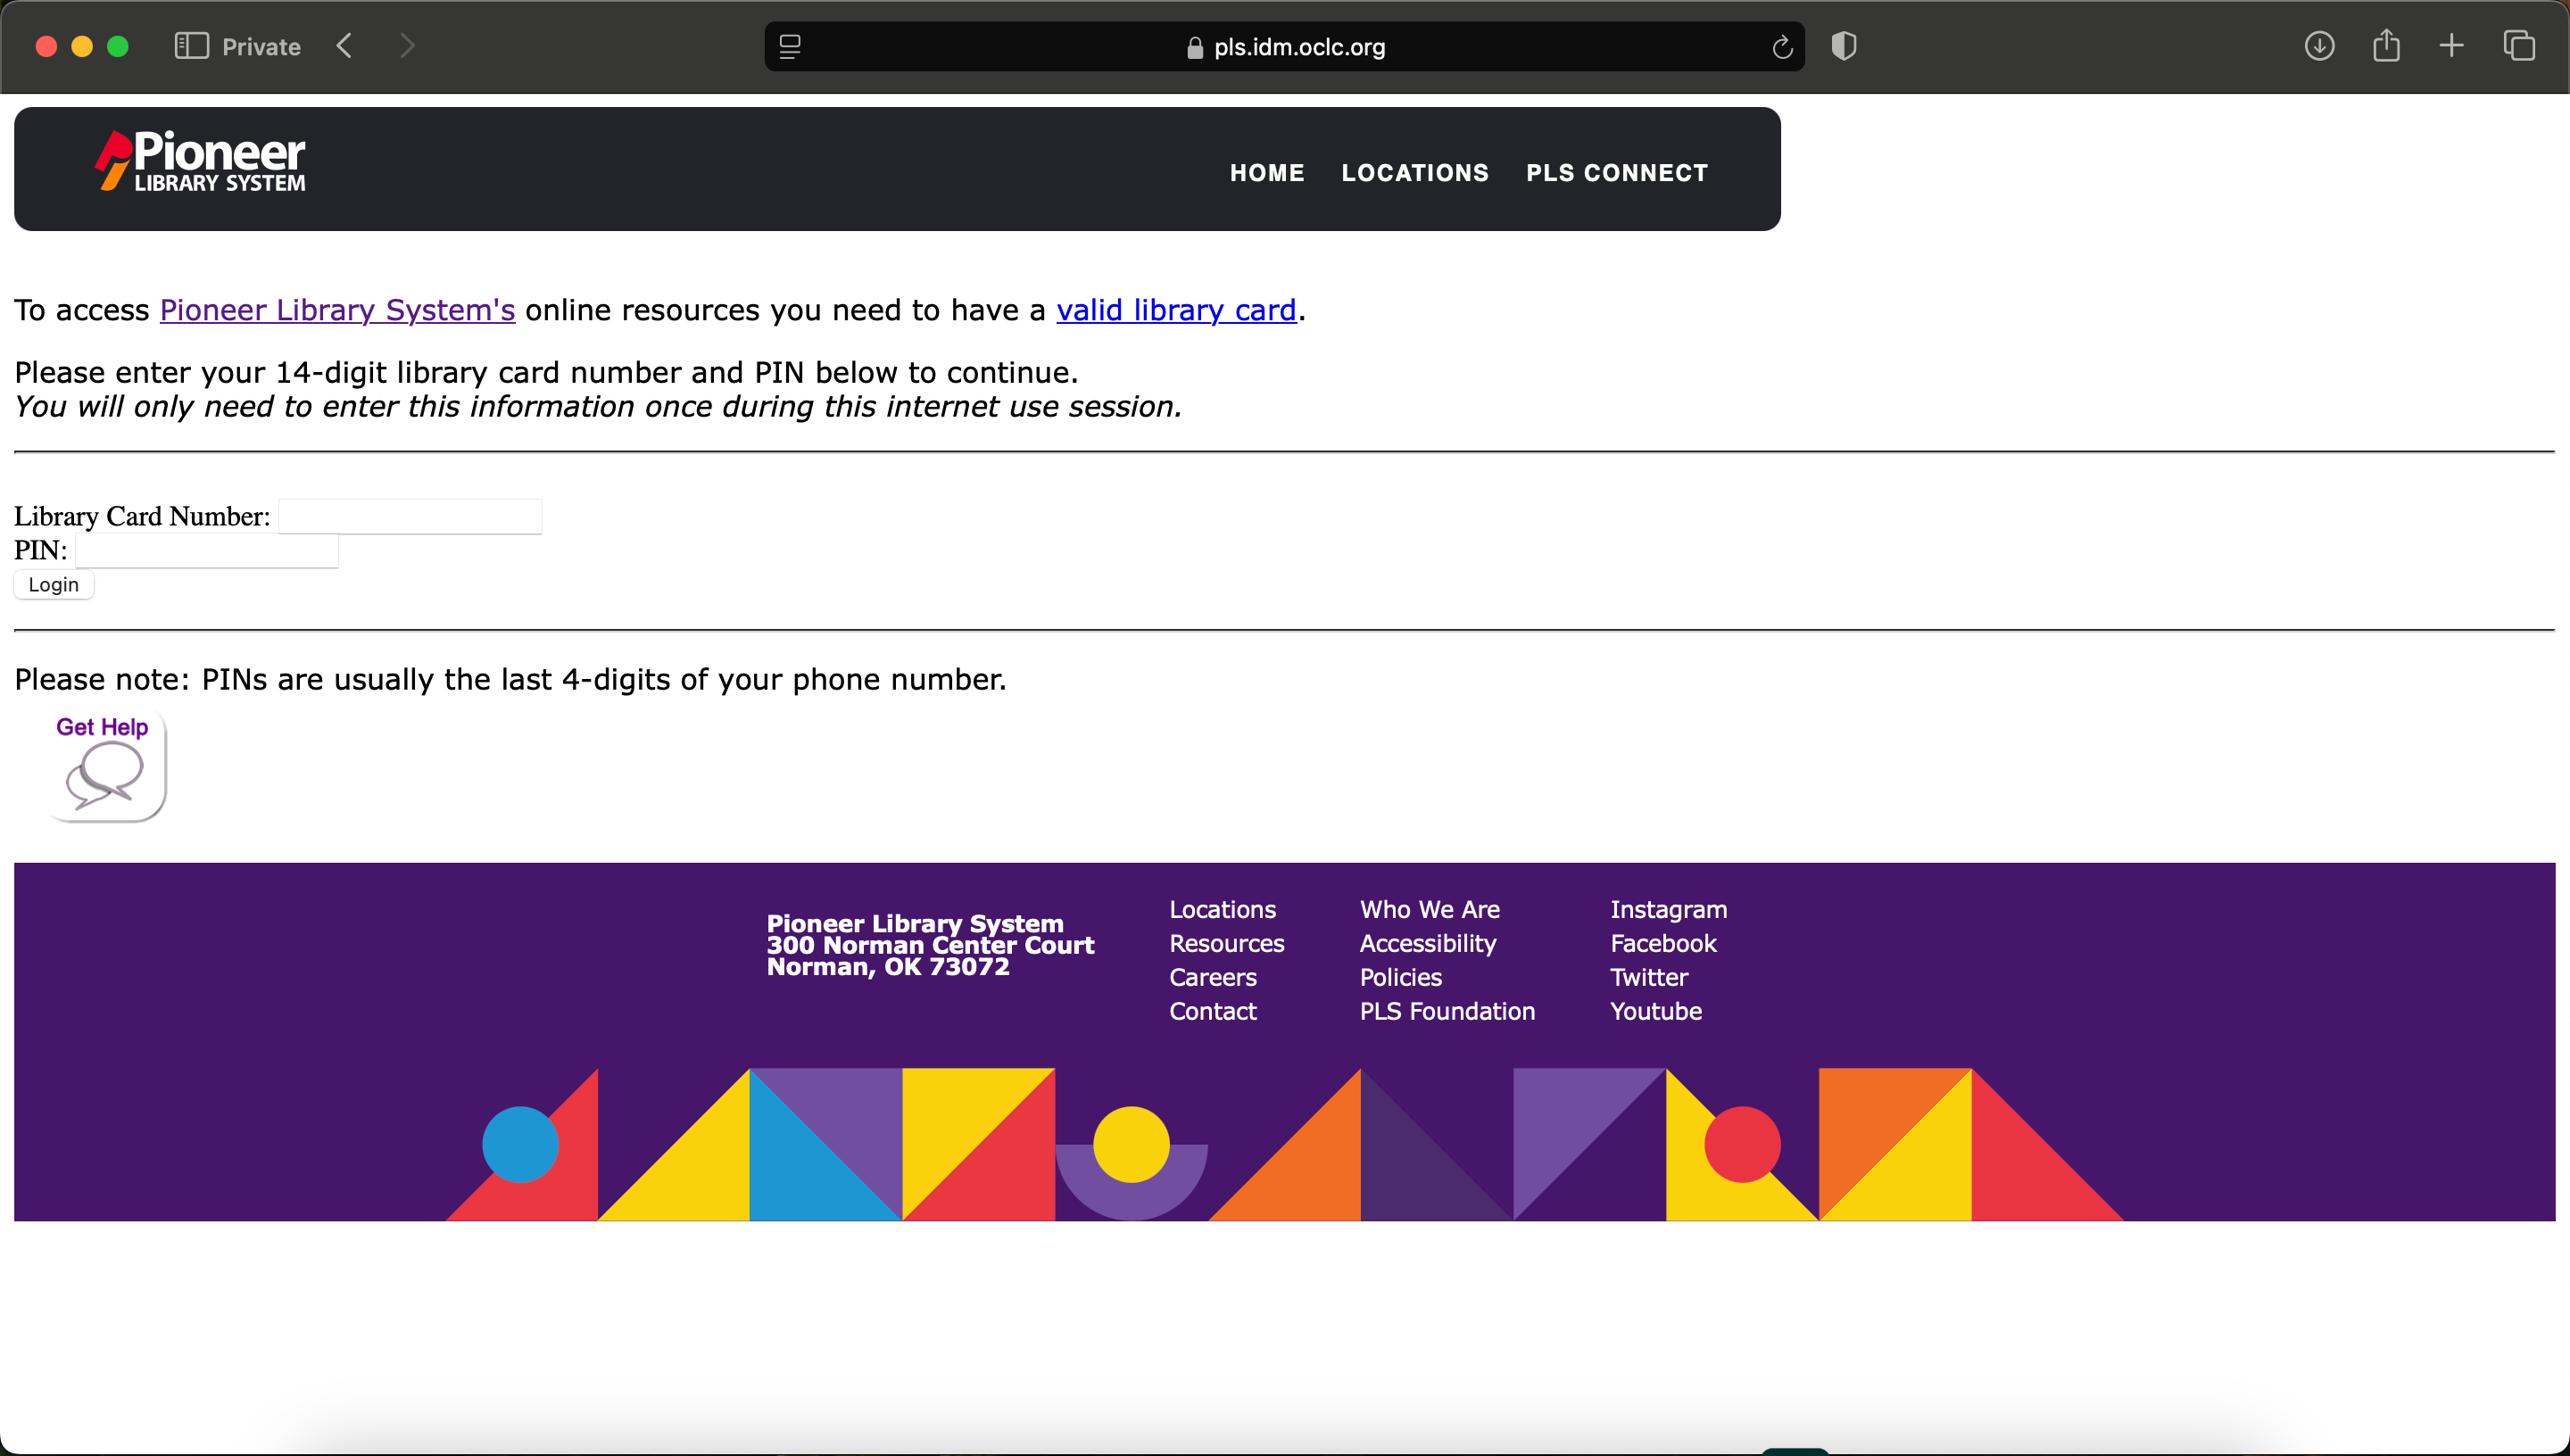 Private
pls.idm.oclc.org
Pioneer
LIBRARY SYSTEM
HOME LOCATIONS PLS CONNECT
To access Pioneer Library System's online resources you need to have a valid library card.
Please enter your 14-digit library card number and PIN below to continue.
You will only need to enter this information once during this internet use session.
Library Card Number:
PIN:
Login
Please note: PINs are usually the last 4-digits of your phone number.
Get Help
Pioneer Library System
300 Norman Center Court
Norman, OK 73072
Locations
Resources
Careers
Contact
Who We Are
Accessibility
Policies
PLS Foundation
Instagram
Facebook
Twitter
Youtube